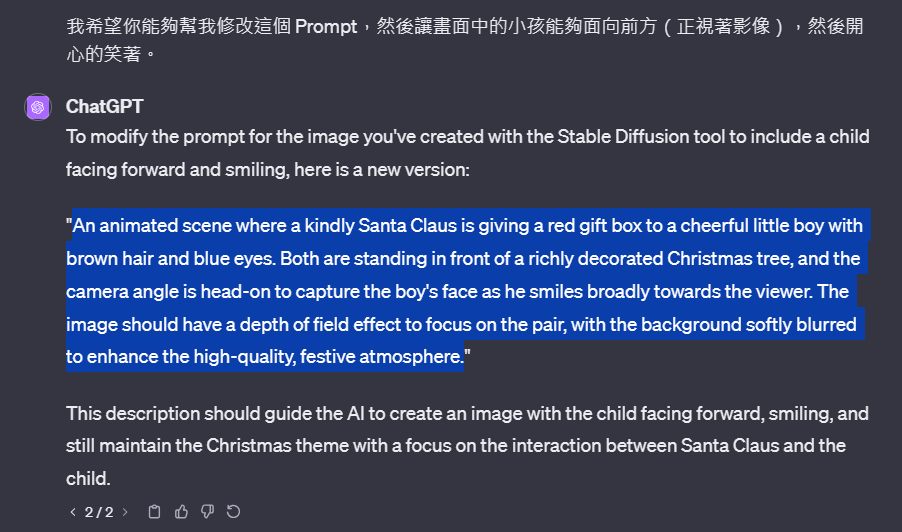 我希望你能夠幫我修改這個 Prompt，然後讓畫面中的小孩能夠面向前方（正視著影像），然後開
心的笑著。
ChatGPT
To modify the prompt for the image you've created with the Stable Diffusion tool to include a child
facing forward and smiling, here is a new version:
"An animated scene where a kindly Santa Claus is giving a red gift box to a cheerful little boy with
brown hair and blue eyes. Both are standing in front of a richly decorated Christmas tree, and the
camera angle is head-on to capture the boy's face as he smiles broadly towards the viewer. The
image should have a depth of field effect to focus on the pair, with the background softly blurred
to enhance the high-quality, festive atmosphere."
This description should guide the AI to create an image with the child facing forward, smiling, and
still maintain the Christmas theme with a focus on the interaction between Santa Claus and the
child.
2 / 2